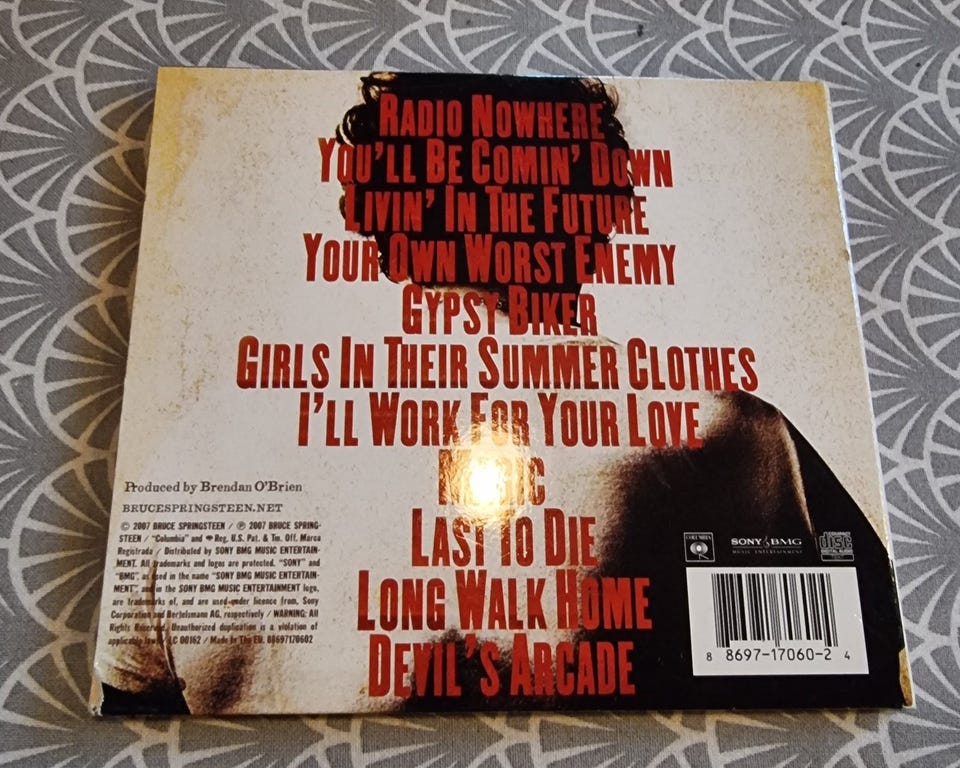 RADIO NOWHERE
YOU'LL BE COMIN' DOWN
LIVIN' IN THE FUTURE
YOUR OWN WORST ENEMY
GYPSY BIKER
GIRLS IN THEIR SUMMER CLOTHES
I'LL WORK FOR YOUR LOVE
LAST TO DIE
LONG WALK HOME
DEVIL'S ARCADE
Produced by Brendan O'Brien
BRUCESPRINGSTEEN.NET
© 2007 BRUCE SPRINGSTEEN / ℗ 2007 BRUCE SPRING-
STEEN / "Columbia" and Reg. U.S. Pat. & Tm. Off. Marca
Registrada / Distributed by SONY BMG MUSIC ENTERTAIN-
MENT. All trademarks and logos are protected. "SONY" and
"BMG", as used in the name "SONY BMG MUSIC ENTERTAIN-
MENT", and in the SONY BMG MUSIC ENTERTAINMENT logo,
are trademarks of, and are used under licence from, Sony
Corporation and Bertelsmann AG, respectively / WARNING: All
Rights Reserved. Unauthorized duplication is a violation of
applicable laws. LC 00162 / Made In The EU. 88697170602
COLUMBIA
SONY BMG
MUSIC ENTERTAINMENT
COMPACT
disc
DIGITAL AUDIO
8 8697-17060-2 4